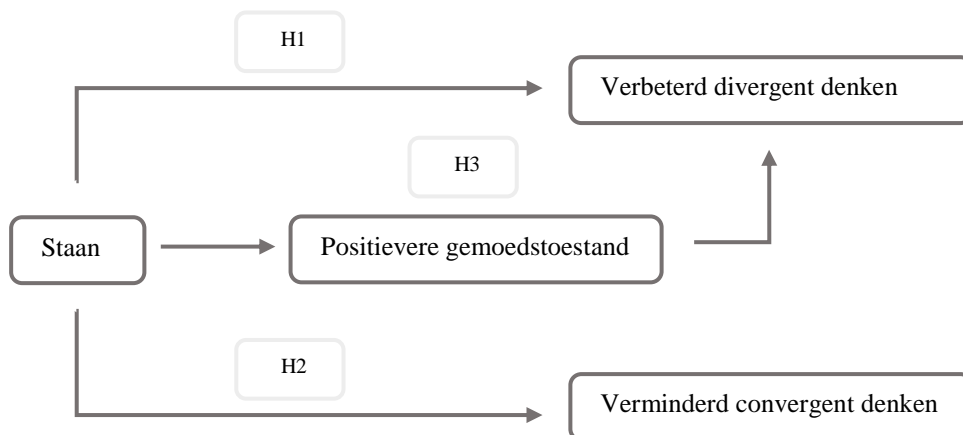 H1
Verbeterd divergent denken
H3
Staan
Positievere gemoedstoestand
H2
Verminderd convergent denken